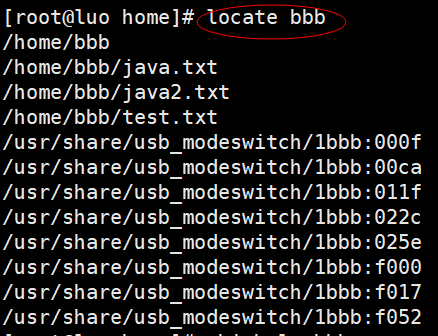 [root@luo home]# locate bbb
/home/bbb
/home/bbb/java.txt
/home/bbb/java2.txt
/home/bbb/test.txt
/usr/share/usb_modeswitch/1bbb:000f
/usr/share/usb_modeswitch/1bbb:00ca
/usr/share/usb_modeswitch/1bbb:011f
/usr/share/usb_modeswitch/1bbb:022c
/usr/share/usb_modeswitch/1bbb:025e
/usr/share/usb_modeswitch/1bbb:f000
/usr/share/usb_modeswitch/1bbb:f017
/usr/share/usb_modeswitch/1bbb:f052